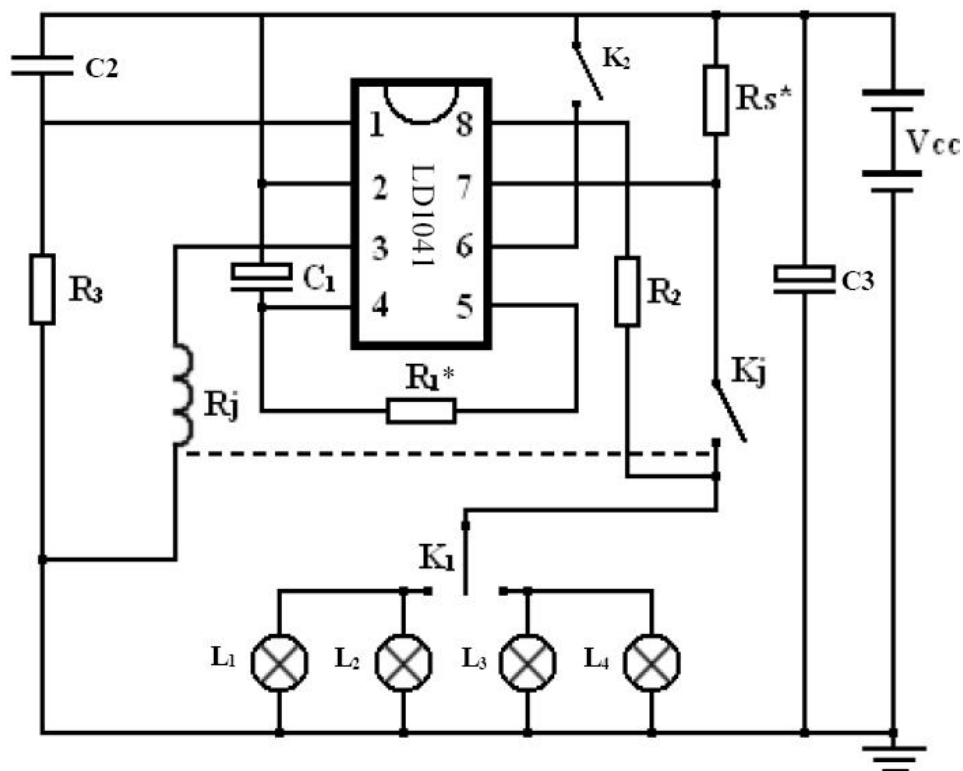 C2
K₂
Rs*
Vcc
1 8
2 7
3 6
4 5
LD1041
R₃
C₁
R₂
C3
R₁*
Rj
Kj
K₁
L₁
L₂
L₃
L₄